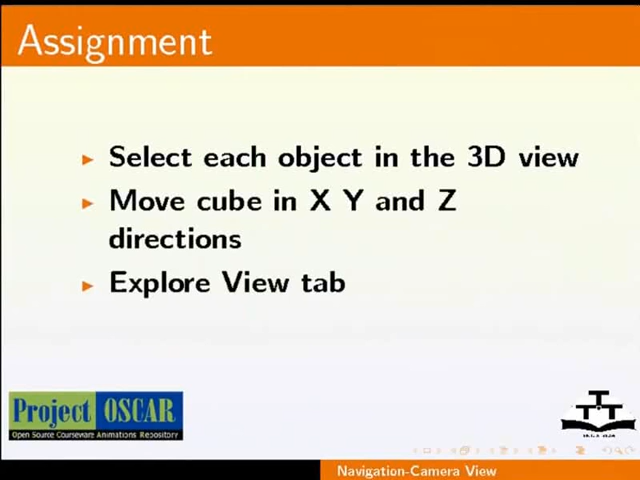 Assignment
Select each object in the 3D view
Move cube in X Y and Z
directions
Explore View tab
Project OSCAR
Open Source Courseware Animations Repository
Navigation-Camera View